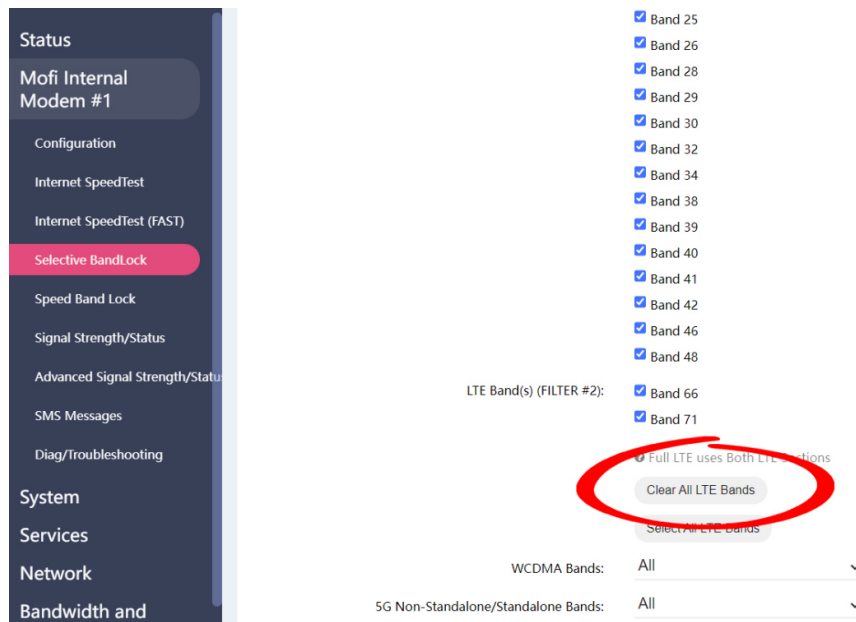 Status
Mofi Internal
Modem #1
Configuration
Internet SpeedTest
Internet SpeedTest (FAST)
Selective BandLock
Speed Band Lock
Signal Strength/Status
Advanced Signal Strength/Statu
SMS Messages
Diag/Troubleshooting
System
Services
Network
Bandwidth and
Band 25
Band 26
Band 28
Band 29
Band 30
Band 32
Band 34
Band 38
Band 39
Band 40
Band 41
Band 42
Band 46
Band 48
LTE Band(s) (FILTER #2):
Band 66
Band 71
Full LTE uses Both LTE Sections
Clear All LTE Bands
Select All LTE Bands
WCDMA Bands: All
5G Non-Standalone/Standalone Bands: All